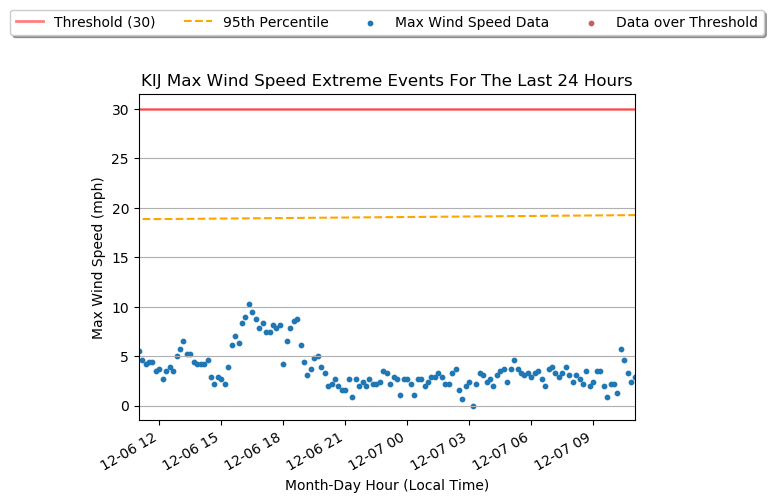 Threshold (30) 95th Percentile Max Wind Speed Data Data over Threshold
KIJ Max Wind Speed Extreme Events For The Last 24 Hours
Max Wind Speed (mph)
30
25
20
15
10
5
0
12-06 12 12-06 15 12-06 18 12-06 21 12-07 00 12-07 03 12-07 06 12-07 09
Month-Day Hour (Local Time)